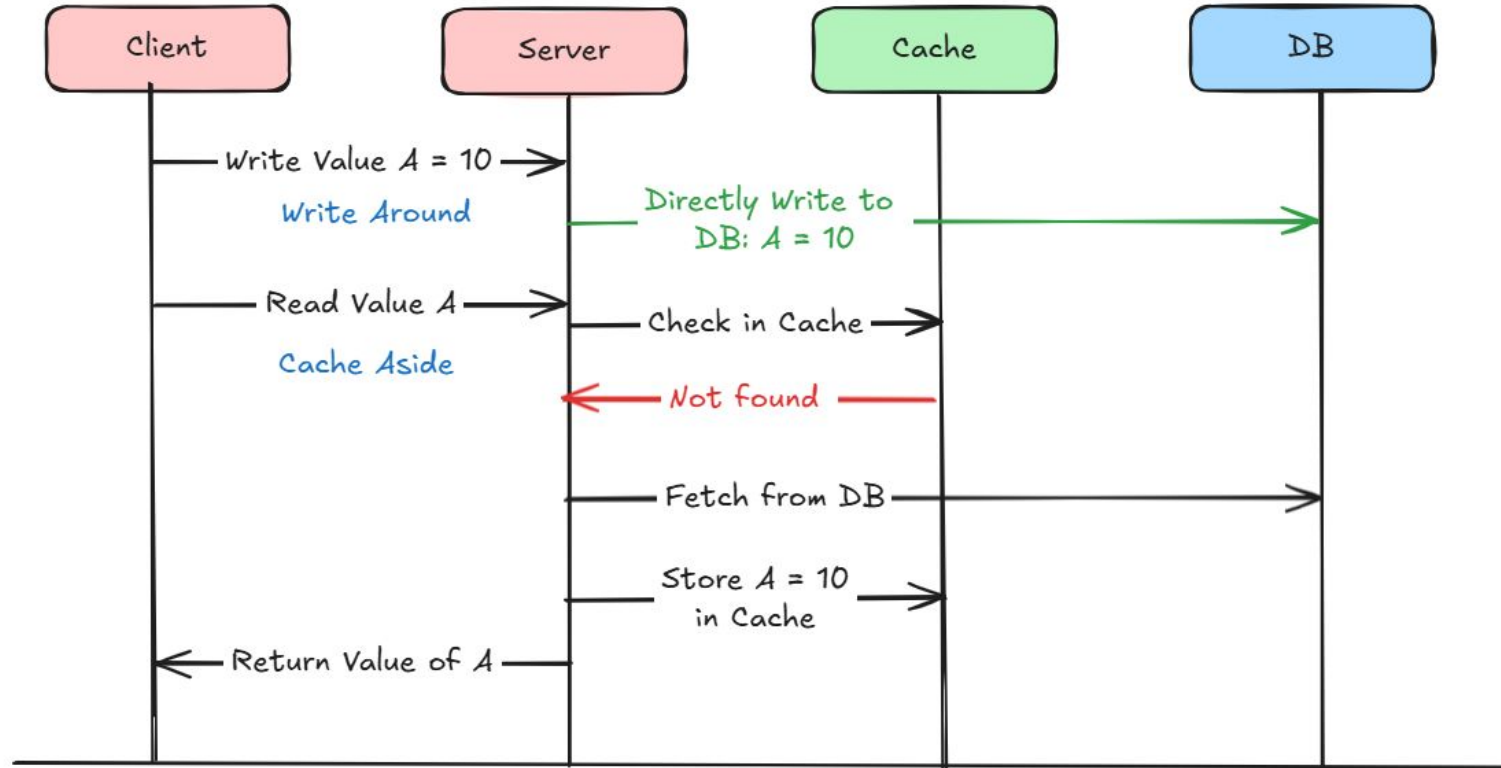 Client
Server
Cache
DB
Write Value A = 10
Write Around
Directly Write to
DB: A = 10
Read Value A
Check in Cache
Cache Aside
Not found
Fetch from DB
Store A = 10
in Cache
Return Value of A